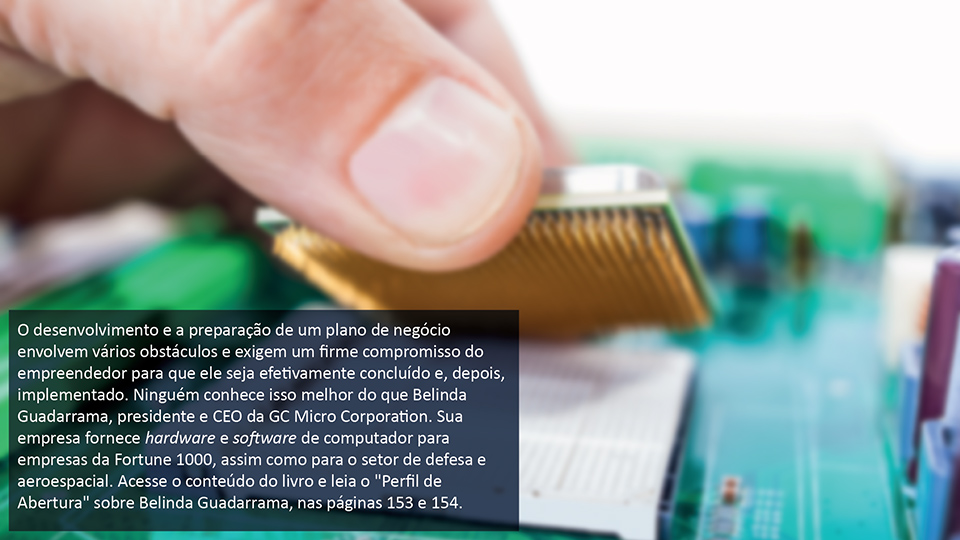 O desenvolvimento e a preparação de um plano de negócio
envolvem vários obstáculos e exigem um firme compromisso do
empreendedor para que ele seja efetivamente concluído e, depois,
implementado. Ninguém conhece isso melhor do que Belinda
Guadarrama, presidente e CEO da GC Micro Corporation. Sua
empresa fornece hardware e software de computador para
empresas da Fortune 1000, assim como para o setor de defesa e
aeroespacial. Acesse o conteúdo do livro e leia o "Perfil de
Abertura" sobre Belinda Guadarrama, nas páginas 153 e 154.